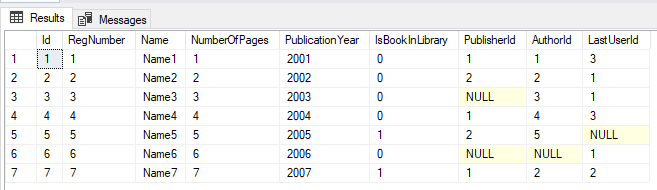 Results Messages
Id RegNumber Name NumberOfPages PublicationYear IsBookInLibrary PublisherId AuthorId LastUserId
1 1 1 Name1 1 2001 0 1 1 3
2 2 2 Name2 2 2002 0 2 2 1
3 3 3 Name3 3 2003 0 NULL 3 1
4 4 4 Name4 4 2004 0 1 4 3
5 5 5 Name5 5 2005 1 2 5 NULL
6 6 6 Name6 6 2006 0 NULL NULL 1
7 7 7 Name7 7 2007 1 1 2 2